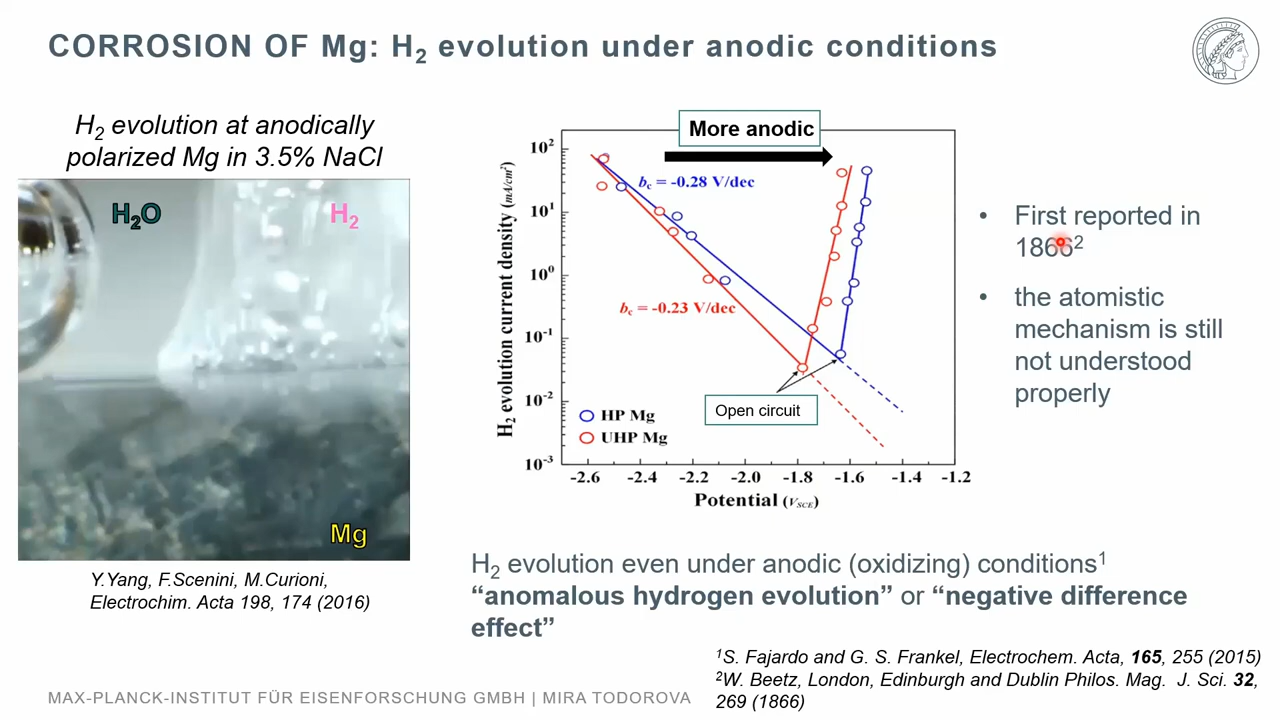 CORROSION OF Mg: H₂ evolution under anodic conditions
H₂ evolution at anodically
polarized Mg in 3.5% NaCl
H₂O
H₂
Mg
Y.Yang, F.Scenini, M.Curioni,
Electrochim. Acta 198, 174 (2016)
More anodic
H₂ evolution current density (mA/cm²)
10²
10¹
10⁰
10⁻¹
10⁻²
10⁻³
b꜀ = -0.28 V/dec
b꜀ = -0.23 V/dec
Open circuit
HP Mg
UHP Mg
-2.6 -2.4 -2.2 -2.0 -1.8 -1.6 -1.4 -1.2
Potential (V_SCE)
• First reported in
1866²
• the atomistic
mechanism is still
not understood
properly
H₂ evolution even under anodic (oxidizing) conditions¹
“anomalous hydrogen evolution” or “negative difference
effect”
¹S. Fajardo and G. S. Frankel, Electrochem. Acta, 165, 255 (2015)
²W. Beetz, London, Edinburgh and Dublin Philos. Mag. J. Sci. 32,
269 (1866)
MAX-PLANCK-INSTITUT FÜR EISENFORSCHUNG GMBH | MIRA TODOROVA